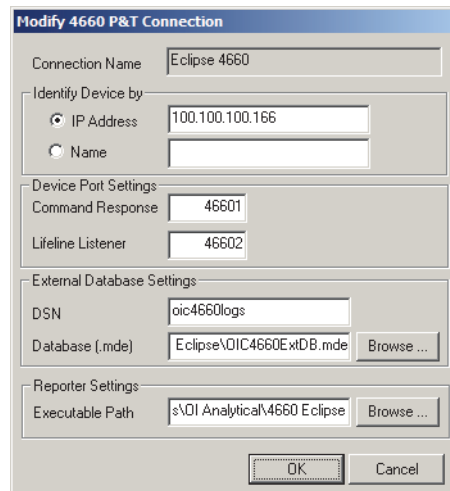 Modify 4660 P&T Connection
Connection Name Eclipse 4660
Identify Device by
IP Address 100.100.100.166
Name
Device Port Settings
Command Response 46601
Lifeline Listener 46602
External Database Settings
DSN oic4660logs
Database (.mde) Eclipse\OIC4660ExtDB.mde Browse ...
Reporter Settings
Executable Path s\OI Analytical\4660 Eclipse Browse ...
OK Cancel